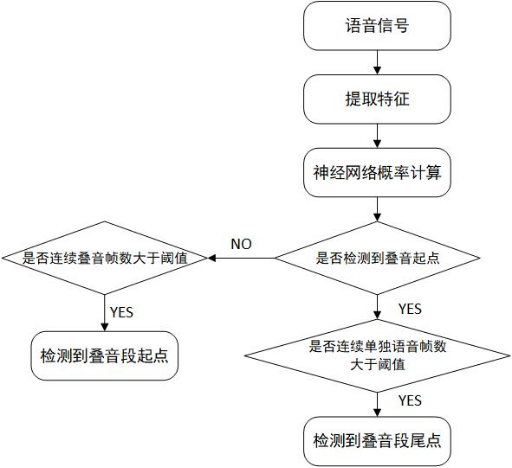 语音信号
提取特征
神经网络概率计算
是否检测到叠音起点
NO
是否连续叠音帧数大于阈值
YES
检测到叠音段起点
YES
是否连续单独语音帧数
大于阈值
YES
检测到叠音段尾点